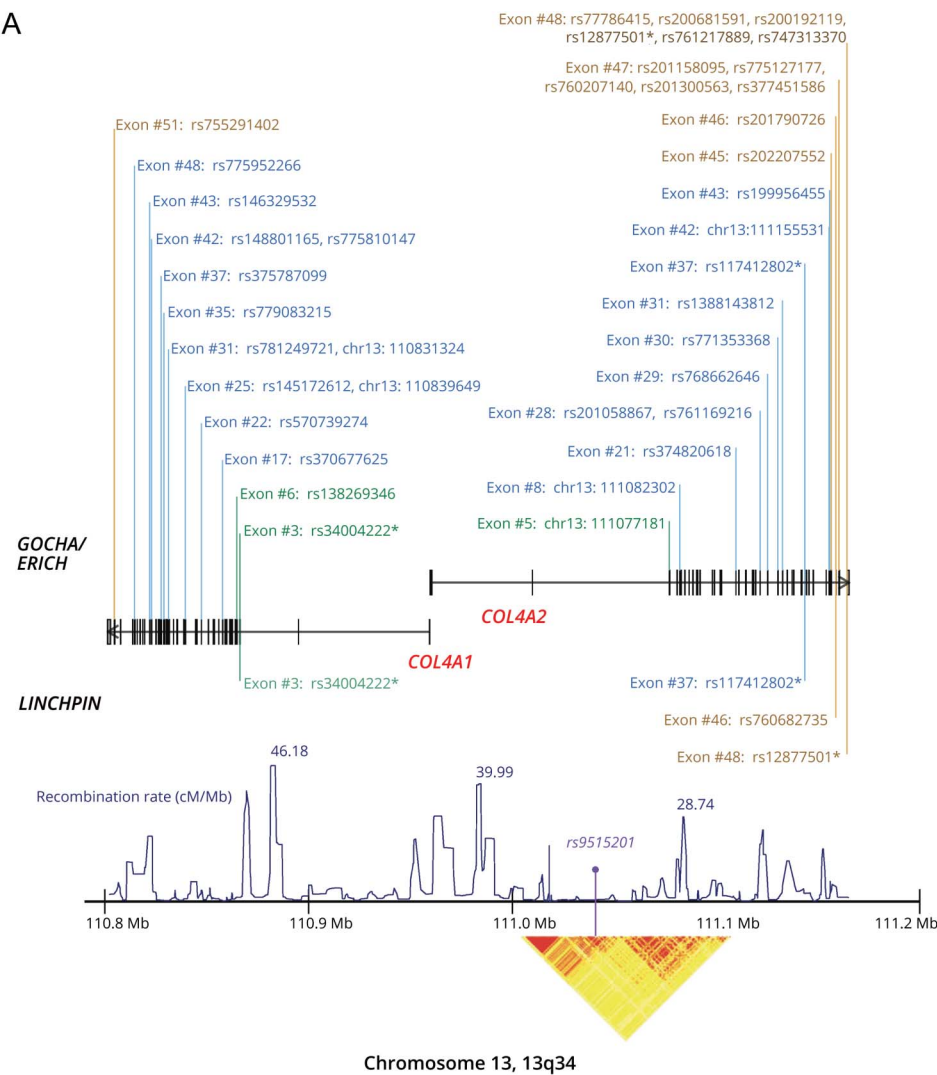 A
Exon #48: rs77786415, rs200681591, rs200192119,
rs12877501*, rs761217889, rs747313370
Exon #47: rs201158095, rs775127177,
rs760207140, rs201300563, rs377451586
Exon #51: rs755291402
Exon #46: rs201790726
Exon #48: rs775952266
Exon #45: rs202207552
Exon #43: rs146329532
Exon #43: rs199956455
Exon #42: rs148801165, rs775810147
Exon #42: chr13:111155531
Exon #37: rs375787099
Exon #37: rs117412802*
Exon #35: rs779083215
Exon #31: rs1388143812
Exon #31: rs781249721, chr13: 110831324
Exon #30: rs771353368
Exon #25: rs145172612, chr13: 110839649
Exon #29: rs768662646
Exon #22: rs570739274
Exon #28: rs201058867, rs761169216
Exon #17: rs370677625
Exon #21: rs374820618
Exon #6: rs138269346
Exon #8: chr13: 111082302
Exon #3: rs34004222*
Exon #5: chr13: 111077181
GOCHA/
ERICH
COL4A2
COL4A1
Exon #3: rs34004222*
Exon #37: rs117412802*
LINCHPIN
Exon #46: rs760682735
Exon #48: rs12877501*
46.18
39.99
Recombination rate (cM/Mb)
28.74
rs9515201
110.8 Mb
110.9 Mb
111.0 Mb
111.1 Mb
111.2 Mb
Chromosome 13, 13q34